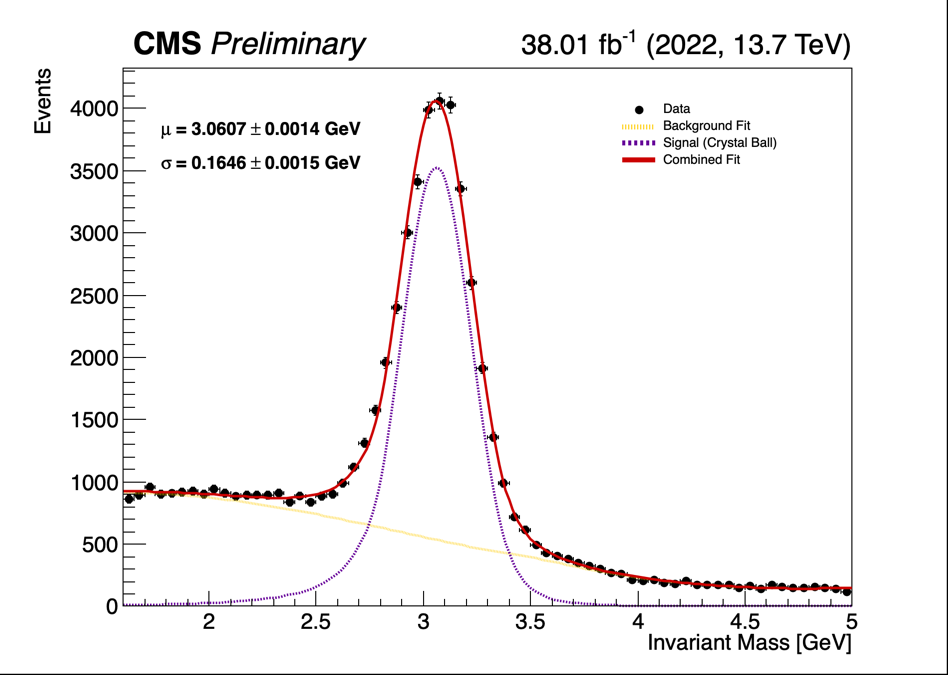 CMS Preliminary
38.01 fb⁻¹ (2022, 13.7 TeV)
Events
4000
3500
3000
2500
2000
1500
1000
500
0
μ = 3.0607 ± 0.0014 GeV
σ = 0.1646 ± 0.0015 GeV
Data
Background Fit
Signal (Crystal Ball)
Combined Fit
2 2.5 3 3.5 4 4.5 5
Invariant Mass [GeV]